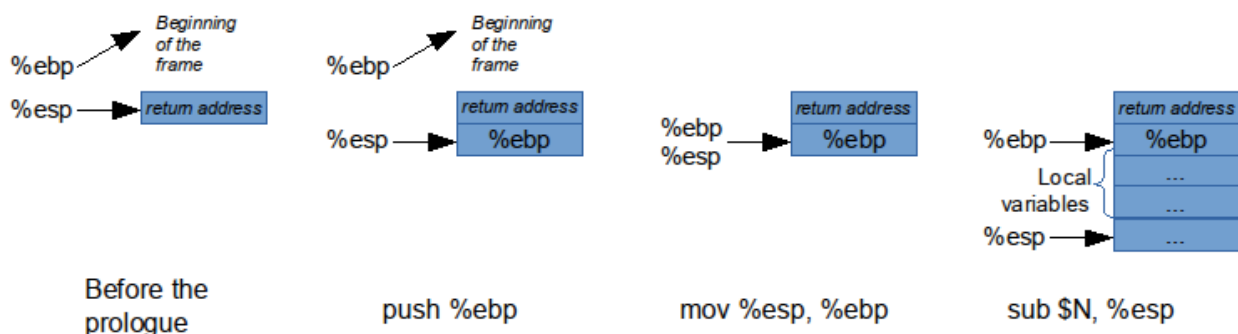 Beginning
of the
frame
%ebp
%esp
return address
Before the
prologue
Beginning
of the
frame
%ebp
return address
%esp
%ebp
push %ebp
return address
%ebp
%esp
%ebp
mov %esp, %ebp
return address
%ebp
%ebp
Local
variables
...
...
%esp
...
sub $N, %esp